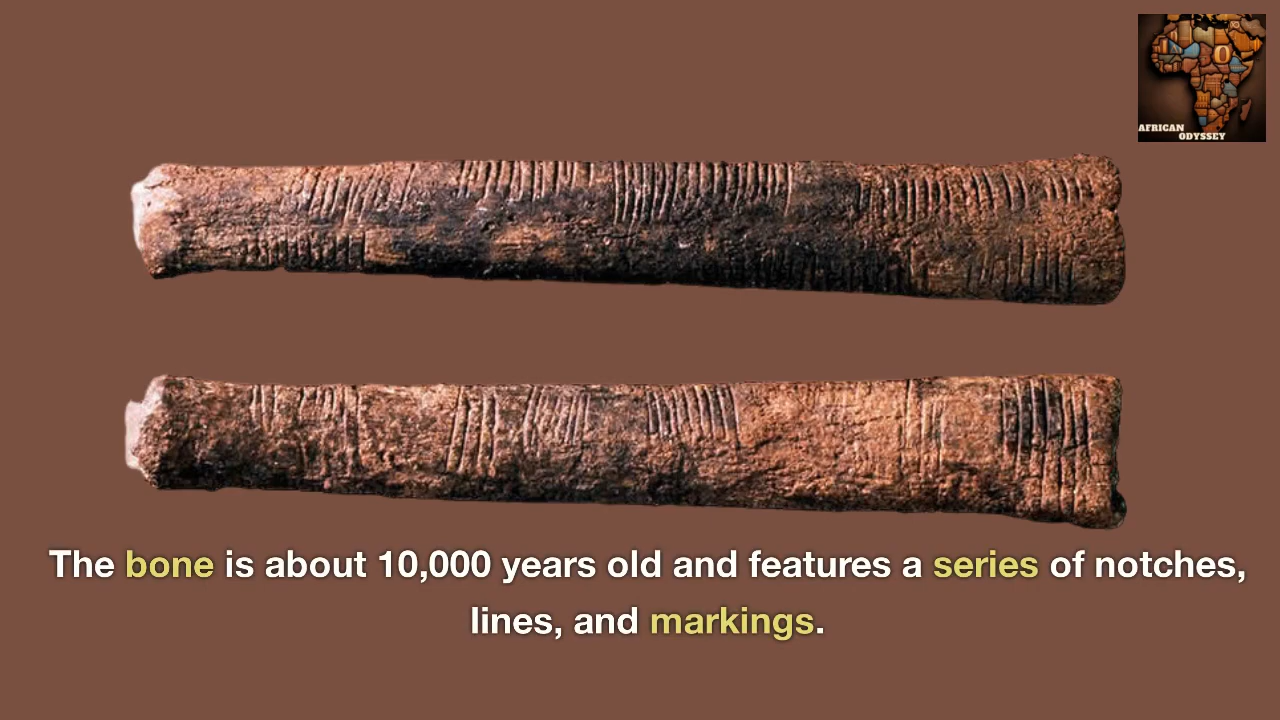 AFRICAN
ODYSSEY
The bone is about 10,000 years old and features a series of notches,
lines, and markings.